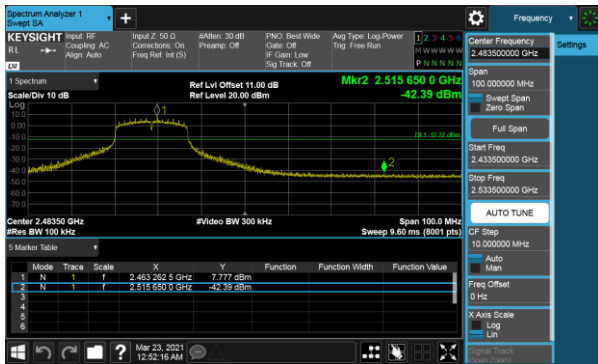 Spectrum Analyzer 1
Swept SA
+
Frequency
KEYSIGHT
Input: RF
Input Z: 50 Ω
#Atten: 30 dB
PNO: Best Wide
Avg Type: Log-Power
1 2 3 4 5 6
RL
Coupling: AC
Corrections: On
Preamp: Off
Gate: Off
Trig: Free Run
M W W W W W
Align: Auto
Freq Ref: Int (S)
IF Gain: Low
Sig Track: Off
P N N N N N
LXI
1 Spectrum
Ref Lvl Offset 11.00 dB
Mkr2 2.515 650 0 GHz
Scale/Div 10 dB
Ref Level 20.00 dBm
-42.39 dBm
Log
10.0
0.00
-10.0
-20.0
-30.0
-40.0
-50.0
-60.0
-70.0
1
2
Center 2.48350 GHz
#Video BW 300 kHz
Span 100.0 MHz
#Res BW 100 kHz
Sweep 9.60 ms (8001 pts)
5 Marker Table
Mode Trace Scale X Y Function Function Width Function Value
1 N 1 f 2.463 262 5 GHz 7.777 dBm
2 N 1 f 2.515 650 0 GHz -42.39 dBm
3
4
5
6
Mar 23, 2021
12:52:16 AM
?
Center Frequency
2.483500000 GHz
Settings
Span
100.000000 MHz
Swept Span
Zero Span
Full Span
Start Freq
2.433500000 GHz
Stop Freq
2.533500000 GHz
AUTO TUNE
CF Step
10.000000 MHz
Auto
Man
Freq Offset
0 Hz
X Axis Scale
Log
Lin
Signal Track
(Span Zoom)